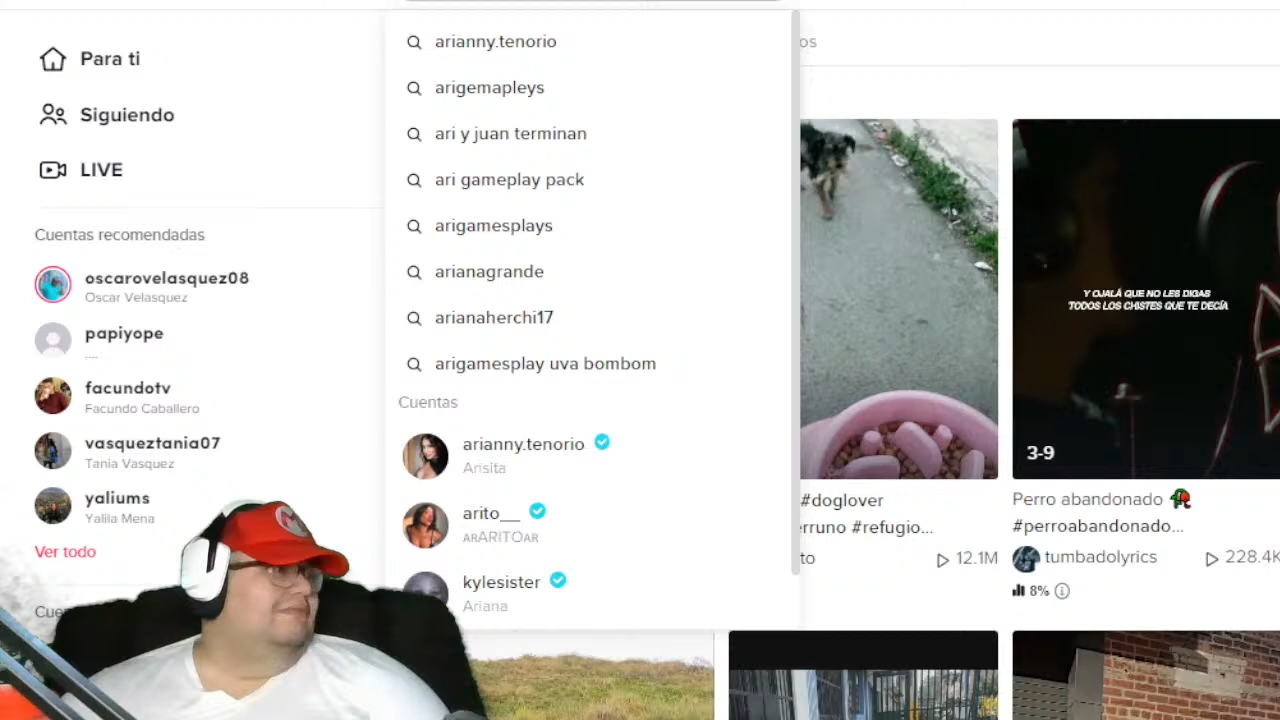 Para ti
Siguiendo
LIVE
Cuentas recomendadas
oscarovelasquez08
Oscar Velasquez
papiyope
....
facundotv
Facundo Caballero
vasqueztania07
Tania Vasquez
yaliums
Yalila Mena
Ver todo
arianny.tenorio
arigemapleys
ari y juan terminan
ari gameplay pack
arigamesplays
arianagrande
arianaherchi17
arigamesplay uva bombom
Cuentas
arianny.tenorio
Arisita
arito__
ᴀʀARITOᴀʀ
kylesister
Ariana
os
#doglover
erruno #refugio...
to
12.1M
Y OJALÁ QUE NO LES DIGAS
TODOS LOS CHISTES QUE TE DECÍA
3-9
Perro abandonado
#perroabandonado...
tumbadolyrics
228.4K
8%
M